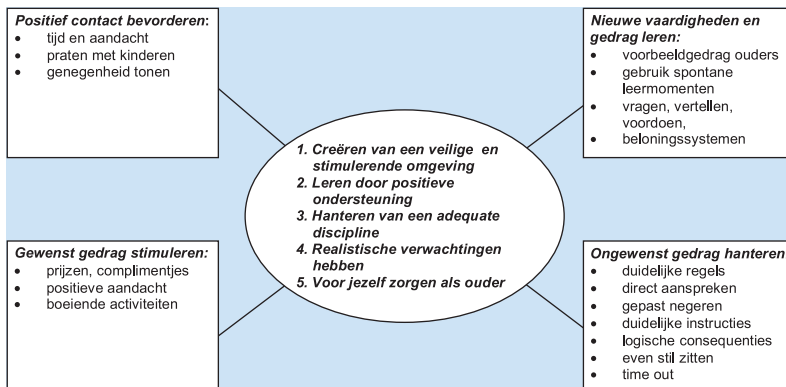 Positief contact bevorderen:
• tijd en aandacht
• praten met kinderen
• genegenheid tonen
Nieuwe vaardigheden en
gedrag leren:
• voorbeeldgedrag ouders
• gebruik spontane
leermomenten
• vragen, vertellen,
• voordoen,
• beloningssystemen
1. Creëren van een veilige en
stimulerende omgeving
2. Leren door positieve
ondersteuning
3. Hanteren van een adequate
discipline
4. Realistische verwachtingen
hebben
5. Voor jezelf zorgen als ouder
Gewenst gedrag stimuleren:
• prijzen, complimentjes
• positieve aandacht
• boeiende activiteiten
Ongewenst gedrag hanteren:
• duidelijke regels
• direct aanspreken
• gepast negeren
• duidelijke instructies
• logische consequenties
• even stil zitten
• time out